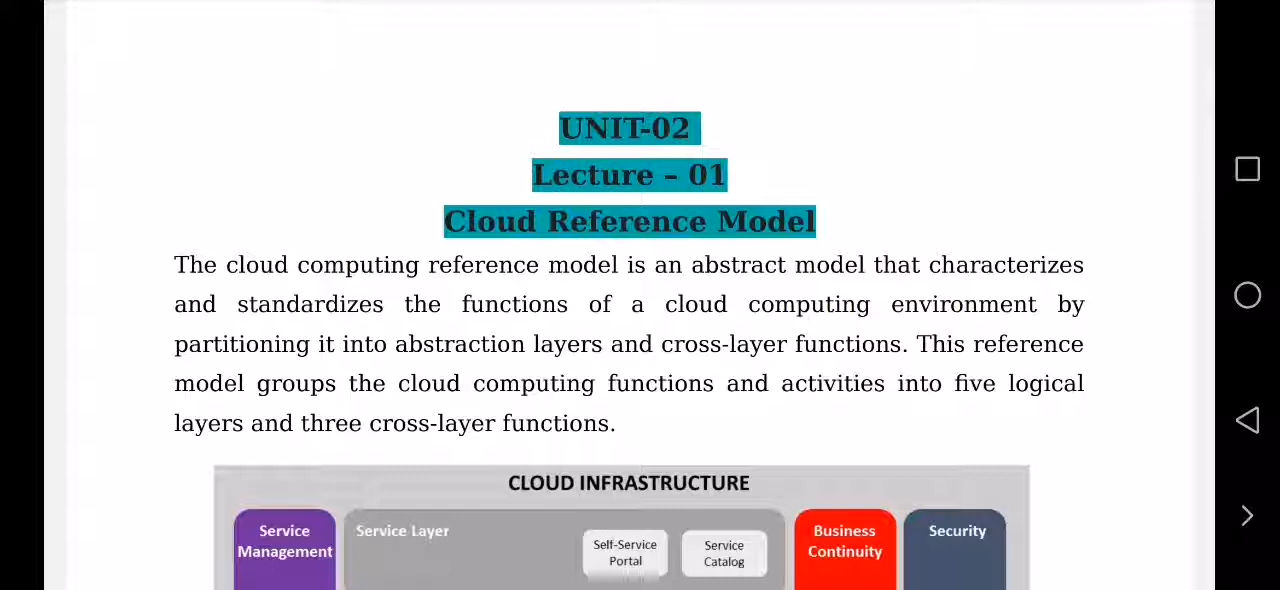 UNIT-02
Lecture – 01
Cloud Reference Model
The cloud computing reference model is an abstract model that characterizes
and standardizes the functions of a cloud computing environment by
partitioning it into abstraction layers and cross-layer functions. This reference
model groups the cloud computing functions and activities into five logical
layers and three cross-layer functions.
CLOUD INFRASTRUCTURE
Service
Management
Service Layer
Self-Service
Portal
Service
Catalog
Business
Continuity
Security